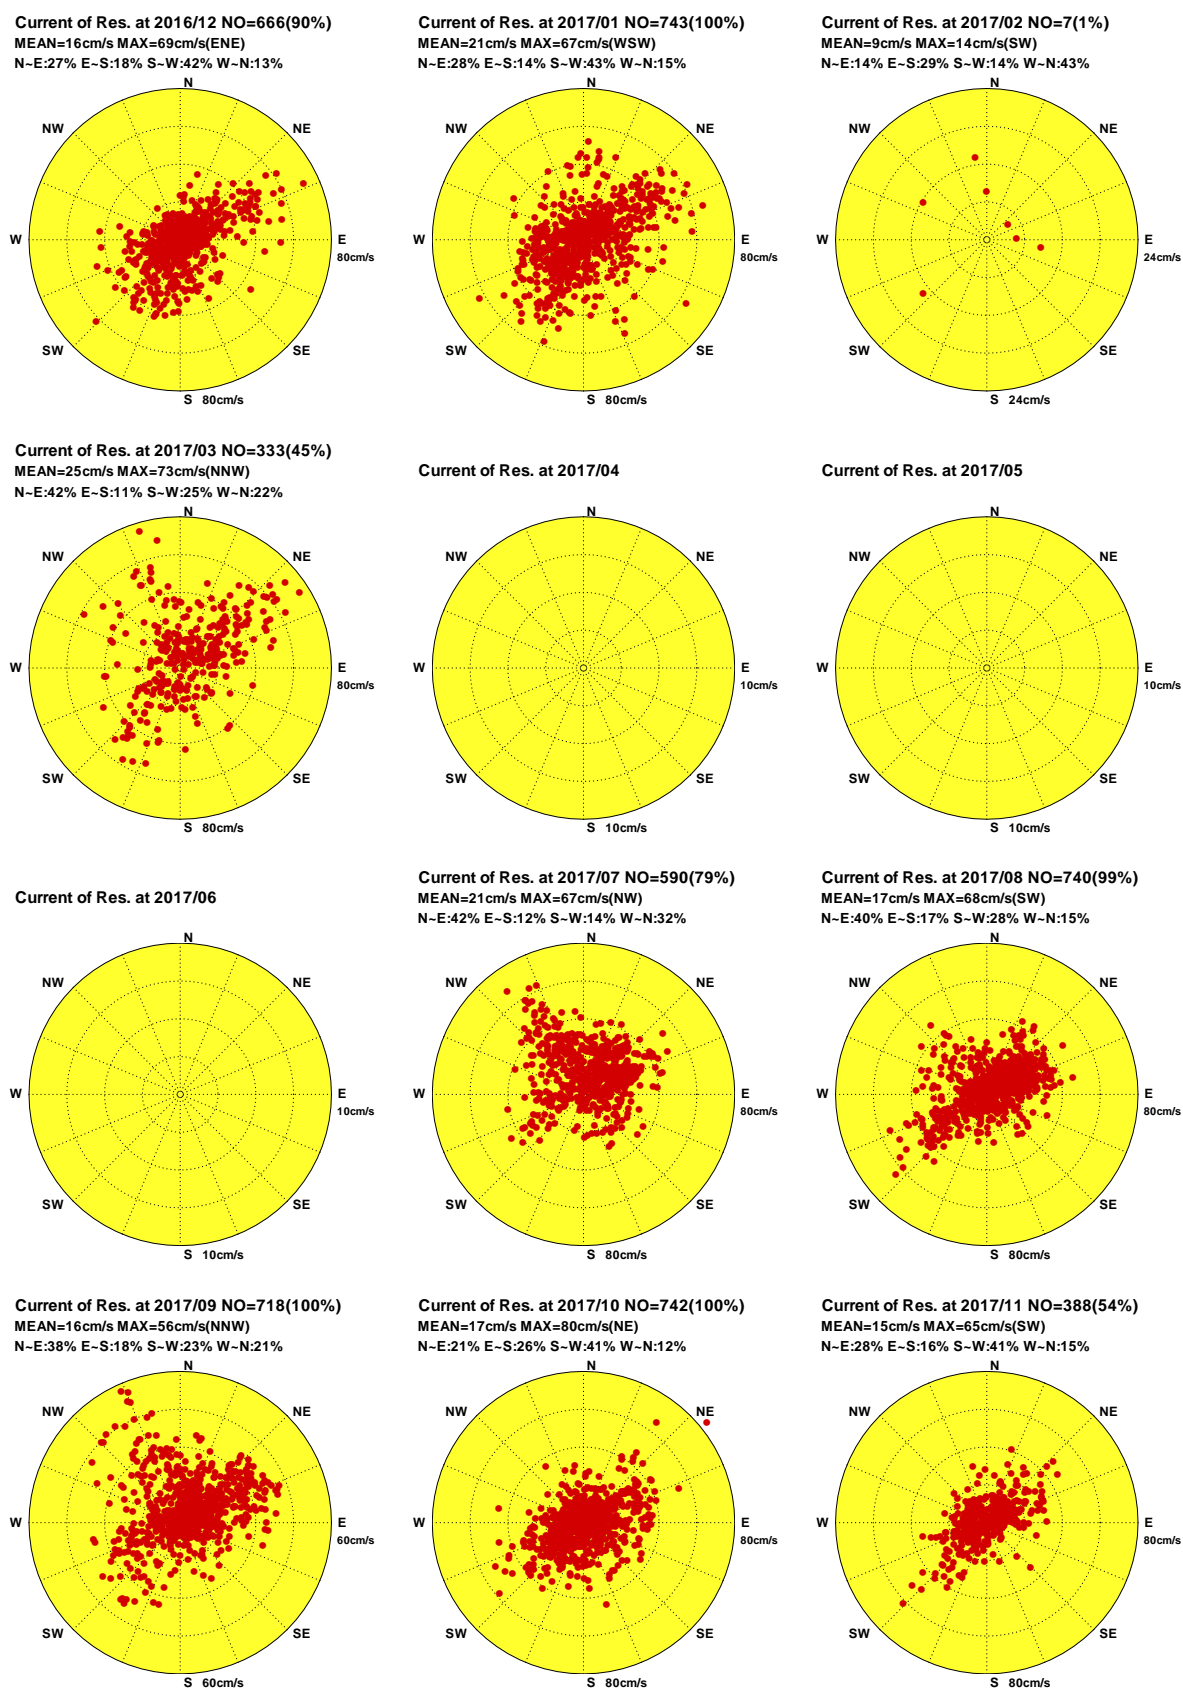 Current of Res. at 2016/12 NO=666(90%)
MEAN=16cm/s MAX=69cm/s(ENE)
N~E:27% E~S:18% S~W:42% W~N:13%
N
NW
NE
W
E
80cm/s
SW
SE
S 80cm/s
Current of Res. at 2017/01 NO=743(100%)
MEAN=21cm/s MAX=67cm/s(WSW)
N~E:28% E~S:14% S~W:43% W~N:15%
N
NW
NE
W
E
80cm/s
SW
SE
S 80cm/s
Current of Res. at 2017/02 NO=7(1%)
MEAN=9cm/s MAX=14cm/s(SW)
N~E:14% E~S:29% S~W:14% W~N:43%
N
NW
NE
W
E
24cm/s
SW
SE
S 24cm/s
Current of Res. at 2017/03 NO=333(45%)
MEAN=25cm/s MAX=73cm/s(NNW)
N~E:42% E~S:11% S~W:25% W~N:22%
N
NW
NE
W
E
80cm/s
SW
SE
S 80cm/s
Current of Res. at 2017/04
N
NW
NE
W
E
10cm/s
SW
SE
S 10cm/s
Current of Res. at 2017/05
N
NW
NE
W
E
10cm/s
SW
SE
S 10cm/s
Current of Res. at 2017/06
N
NW
NE
W
E
10cm/s
SW
SE
S 10cm/s
Current of Res. at 2017/07 NO=590(79%)
MEAN=21cm/s MAX=67cm/s(NW)
N~E:42% E~S:12% S~W:14% W~N:32%
N
NW
NE
W
E
80cm/s
SW
SE
S 80cm/s
Current of Res. at 2017/08 NO=740(99%)
MEAN=17cm/s MAX=68cm/s(SW)
N~E:40% E~S:17% S~W:28% W~N:15%
N
NW
NE
W
E
80cm/s
SW
SE
S 80cm/s
Current of Res. at 2017/09 NO=718(100%)
MEAN=16cm/s MAX=56cm/s(NNW)
N~E:38% E~S:18% S~W:23% W~N:21%
N
NW
NE
W
E
60cm/s
SW
SE
S 60cm/s
Current of Res. at 2017/10 NO=742(100%)
MEAN=17cm/s MAX=80cm/s(NE)
N~E:21% E~S:26% S~W:41% W~N:12%
N
NW
NE
W
E
80cm/s
SW
SE
S 80cm/s
Current of Res. at 2017/11 NO=388(54%)
MEAN=15cm/s MAX=65cm/s(SW)
N~E:28% E~S:16% S~W:41% W~N:15%
N
NW
NE
W
E
80cm/s
SW
SE
S 80cm/s